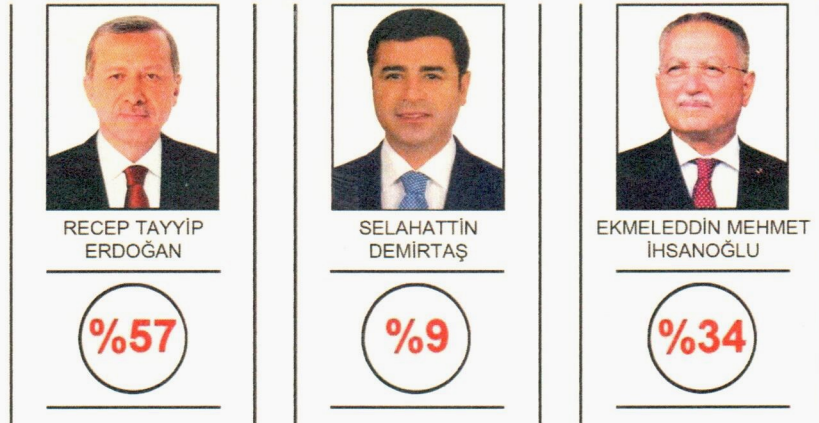 RECEP TAYYİP
ERDOĞAN
%57
SELAHATTİN
DEMİRTAŞ
%9
EKMELEDDİN MEHMET
İHSANOĞLU
%34